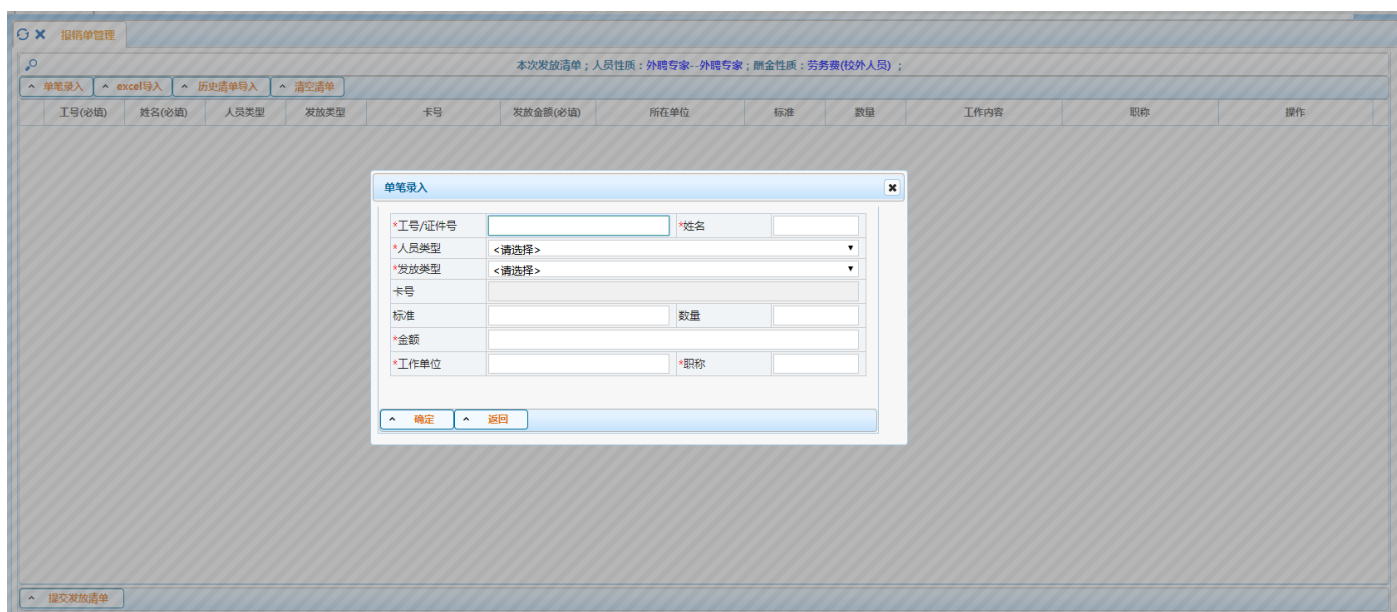 报销单管理
本次发放清单；人员性质：外聘专家--外聘专家；酬金性质：劳务费(校外人员)；
单笔录入 excel导入 历史清单导入 清空清单
工号(必填) 姓名(必填) 人员类型 发放类型 卡号 发放金额(必填) 所在单位 标准 数量 工作内容 职称 操作
单笔录入
*工号/证件号 *姓名
*人员类型 <请选择>
*发放类型 <请选择>
卡号
标准 数量
*金额
*工作单位 *职称
确定 返回
提交发放清单